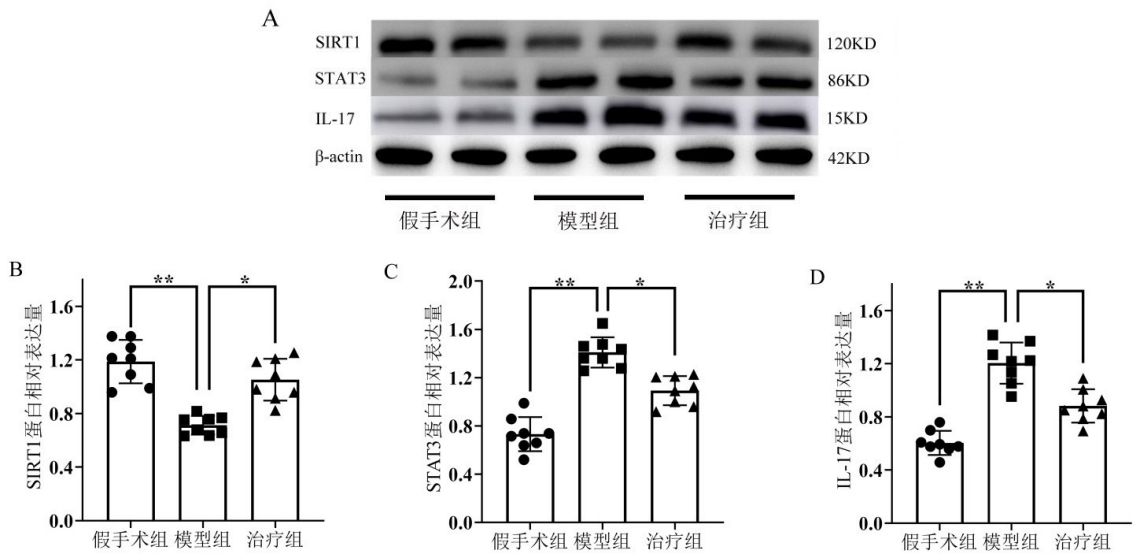 A
SIRT1 120KD
STAT3 86KD
IL-17 15KD
β-actin 42KD
假手术组 模型组 治疗组
B
SIRT1蛋白相对表达量
1.6
1.2
0.8
0.4
0.0
** *
假手术组 模型组 治疗组
C
STAT3蛋白相对表达量
2.0
1.6
1.2
0.8
0.4
0.0
** *
假手术组 模型组 治疗组
D
IL-17蛋白相对表达量
1.6
1.2
0.8
0.4
0.0
** *
假手术组 模型组 治疗组